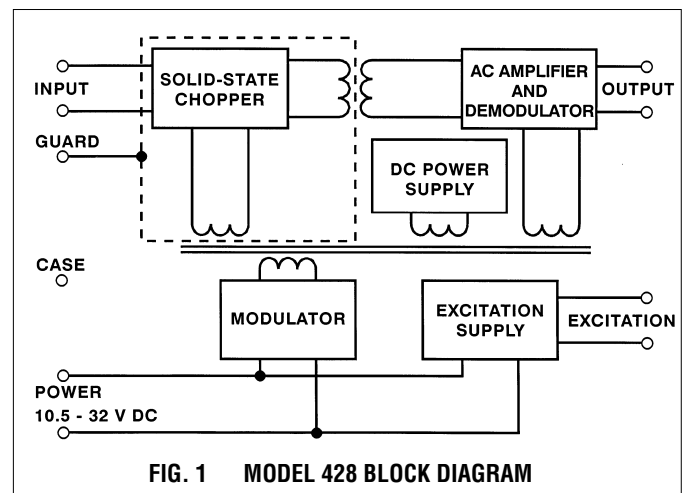 INPUT
SOLID-STATE
CHOPPER
AC AMPLIFIER
AND
DEMODULATOR
OUTPUT
GUARD
DC POWER
SUPPLY
CASE
MODULATOR
EXCITATION
SUPPLY
EXCITATION
POWER
10.5 - 32 V DC
FIG. 1 MODEL 428 BLOCK DIAGRAM